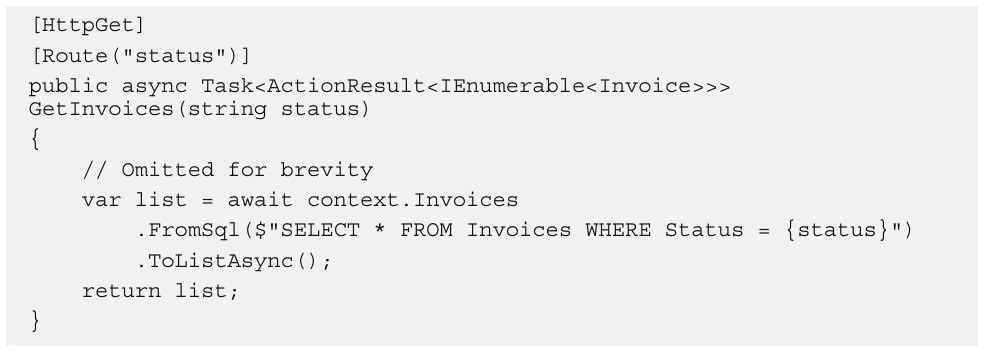 [HttpGet]
[Route("status")]
public async Task<ActionResult<IEnumerable<Invoice>>>
GetInvoices(string status)
{
    // Omitted for brevity
    var list = await context.Invoices
        .FromSql($"SELECT * FROM Invoices WHERE Status = {status}")
        .ToListAsync();
    return list;
}